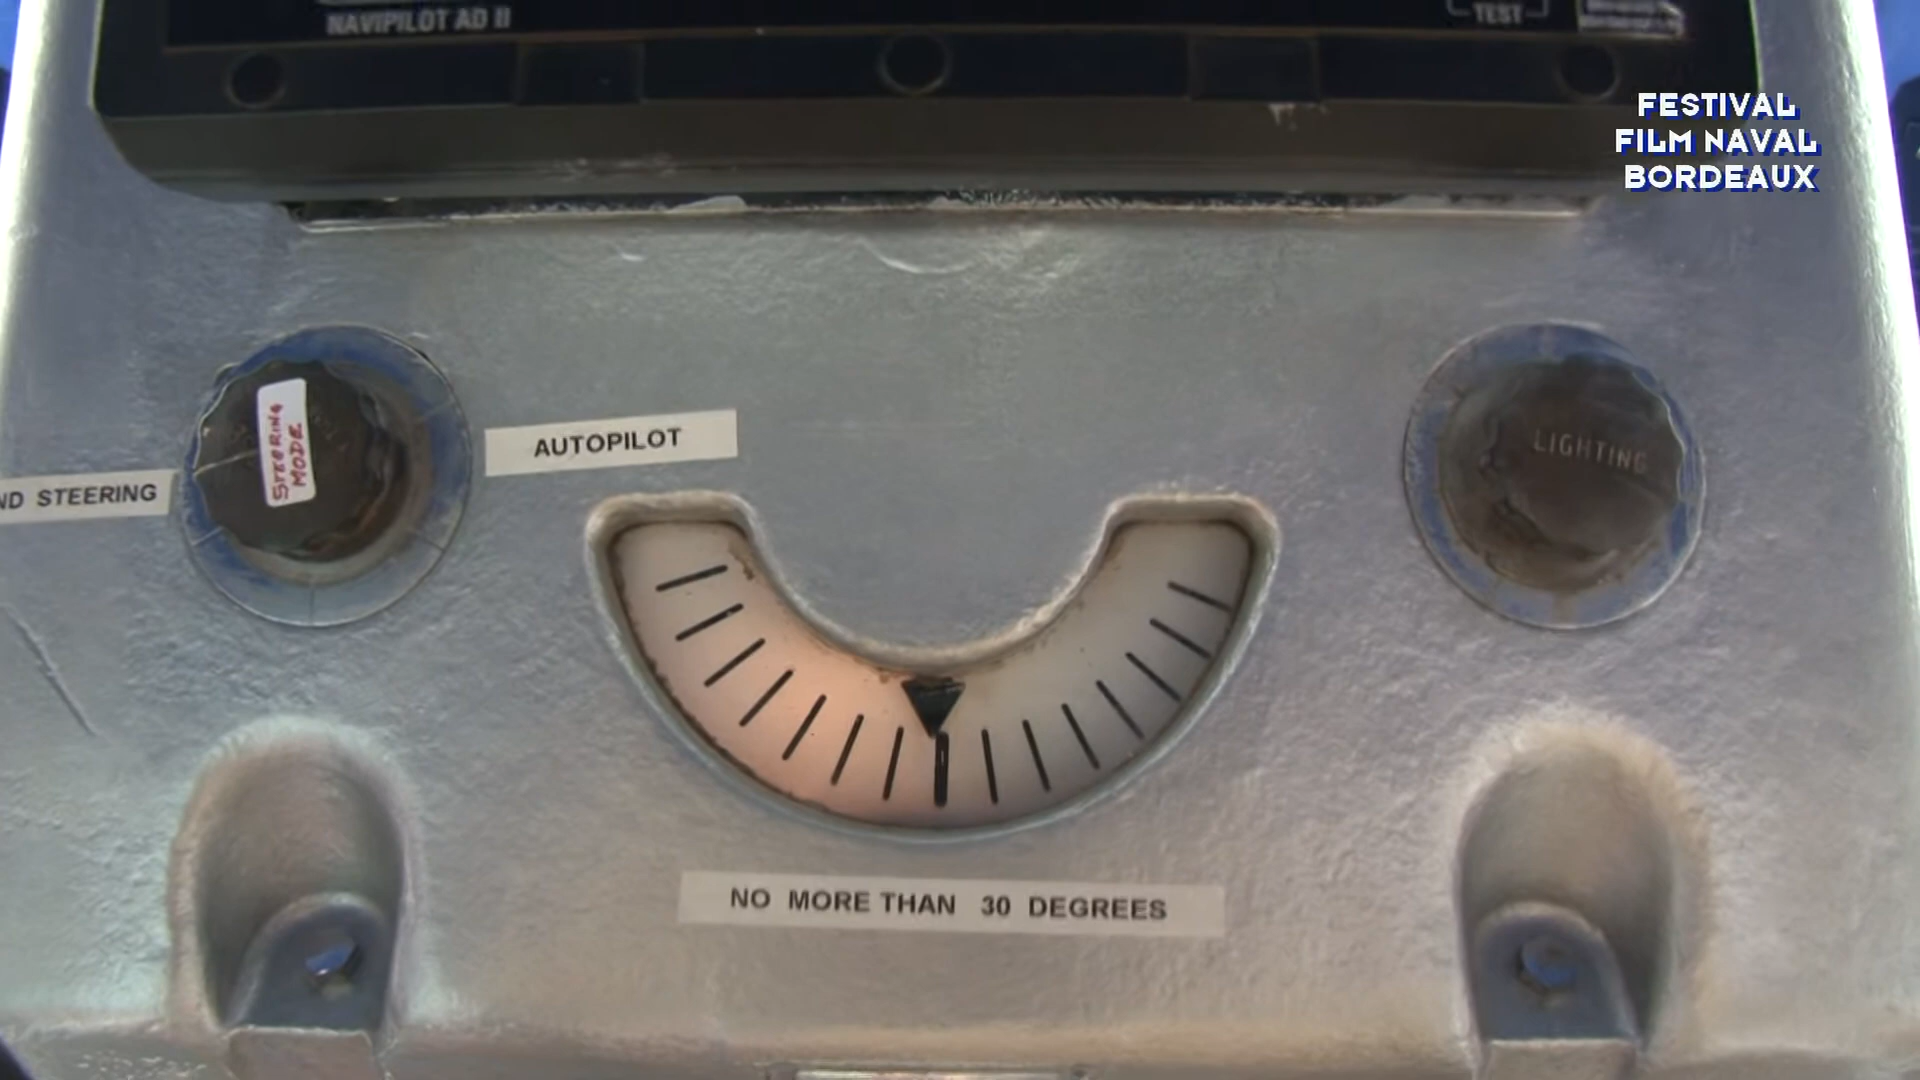 NAVIPILOT AD II
TEST
FESTIVAL
FILM NAVAL
BORDEAUX
STEERING
MODE
AUTOPILOT
LIGHTING
ND STEERING
NO MORE THAN 30 DEGREES